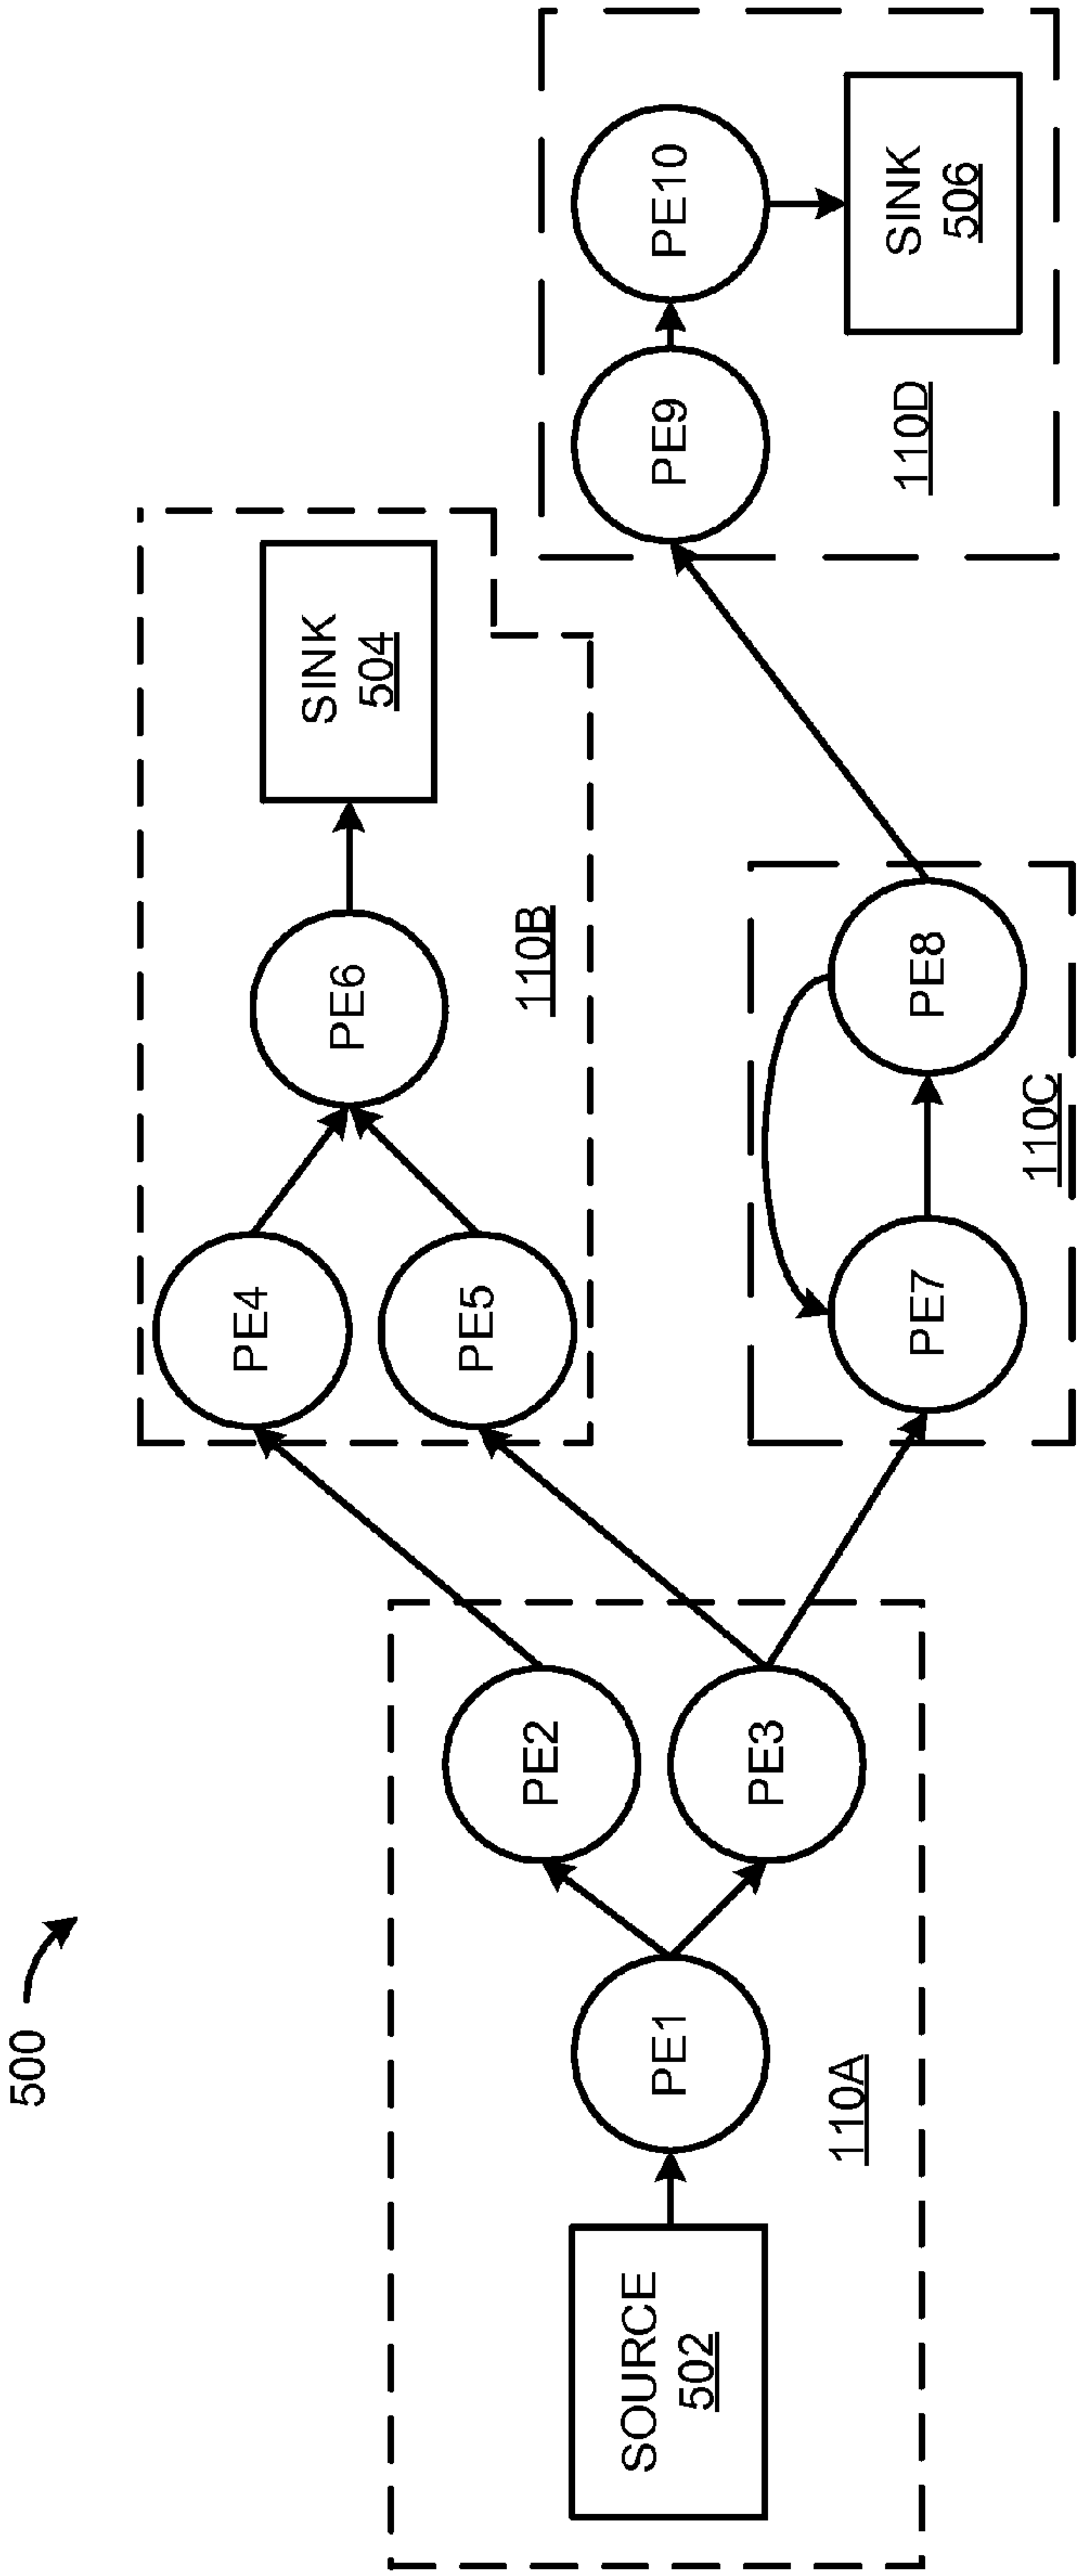 500
SOURCE
502
PE1
110A
PE2
PE3
PE4
PE5
PE6
SINK
504
110B
PE7
PE8
110C
PE9
PE10
SINK
506
110D